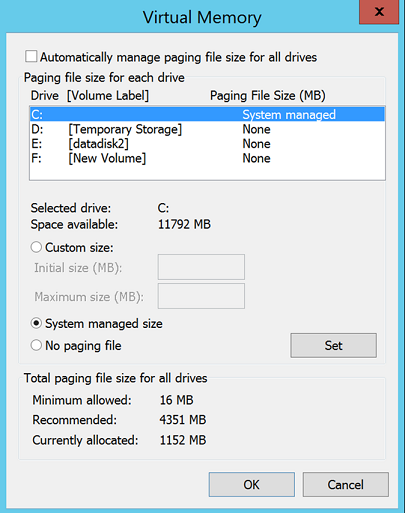 Virtual Memory
x
Automatically manage paging file size for all drives
Paging file size for each drive
Drive [Volume Label] Paging File Size (MB)
C: System managed
D: [Temporary Storage] None
E: [datadisk2] None
F: [New Volume] None
Selected drive: C:
Space available: 11792 MB
Custom size:
Initial size (MB):
Maximum size (MB):
System managed size
No paging file Set
Total paging file size for all drives
Minimum allowed: 16 MB
Recommended: 4351 MB
Currently allocated: 1152 MB
OK Cancel